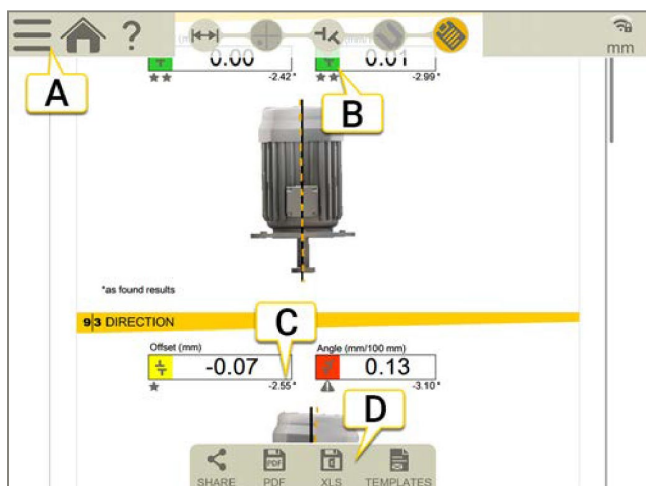 ?
mm
0.00 0.01
-2.42* -2.99*
A
B
*as found results
9|3 DIRECTION
C
Offset (mm) Angle (mm/100 mm)
-0.07 0.13
-2.55* -3.10*
D
PDF
SHARE PDF XLS TEMPLATES